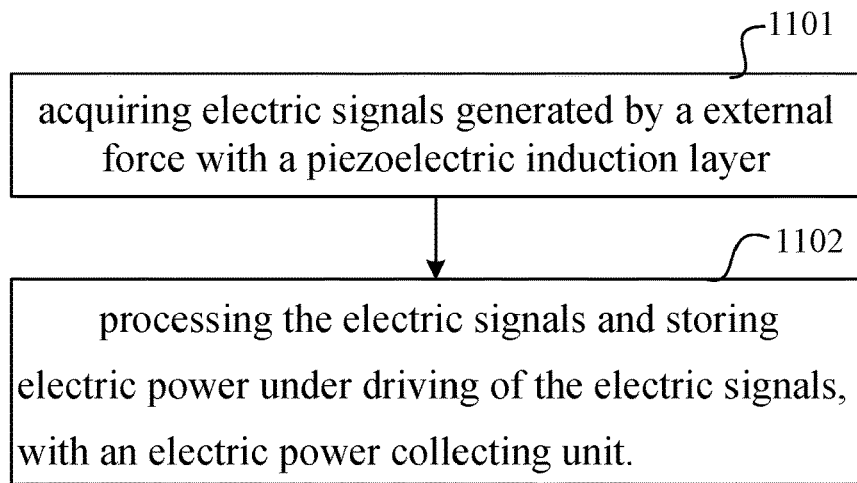 1101
acquiring electric signals generated by a external
force with a piezoelectric induction layer
1102
processing the electric signals and storing
electric power under driving of the electric signals,
with an electric power collecting unit.